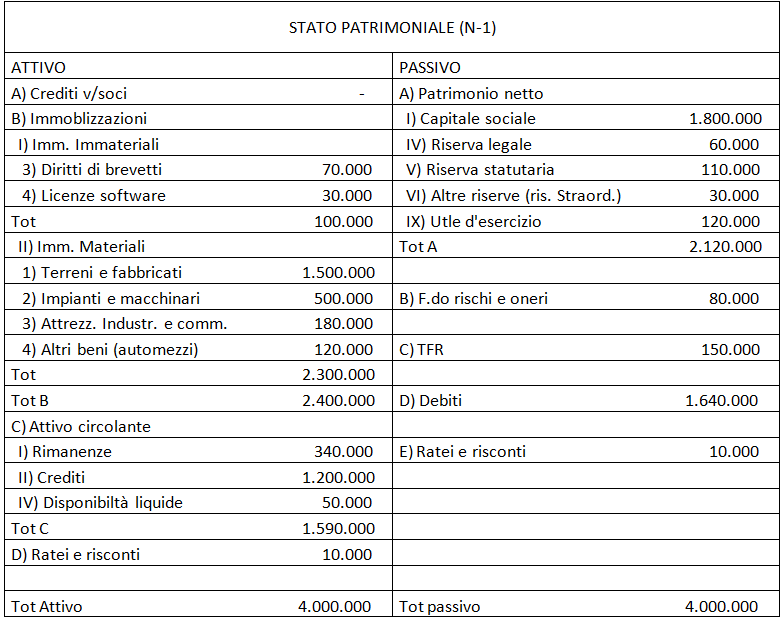 STATO PATRIMONIALE (N-1)
ATTIVO PASSIVO
A) Crediti v/soci - A) Patrimonio netto
B) Immoblizzazioni I) Capitale sociale 1.800.000
I) Imm. Immateriali IV) Riserva legale 60.000
3) Diritti di brevetti 70.000 V) Riserva statutaria 110.000
4) Licenze software 30.000 VI) Altre riserve (ris. Straord.) 30.000
Tot 100.000 IX) Utle d'esercizio 120.000
II) Imm. Materiali Tot A 2.120.000
1) Terreni e fabbricati 1.500.000
2) Impianti e macchinari 500.000 B) F.do rischi e oneri 80.000
3) Attrezz. Industr. e comm. 180.000
4) Altri beni (automezzi) 120.000 C) TFR 150.000
Tot 2.300.000
Tot B 2.400.000 D) Debiti 1.640.000
C) Attivo circolante
I) Rimanenze 340.000 E) Ratei e risconti 10.000
II) Crediti 1.200.000
IV) Disponibiltà liquide 50.000
Tot C 1.590.000
D) Ratei e risconti 10.000
Tot Attivo 4.000.000 Tot passivo 4.000.000